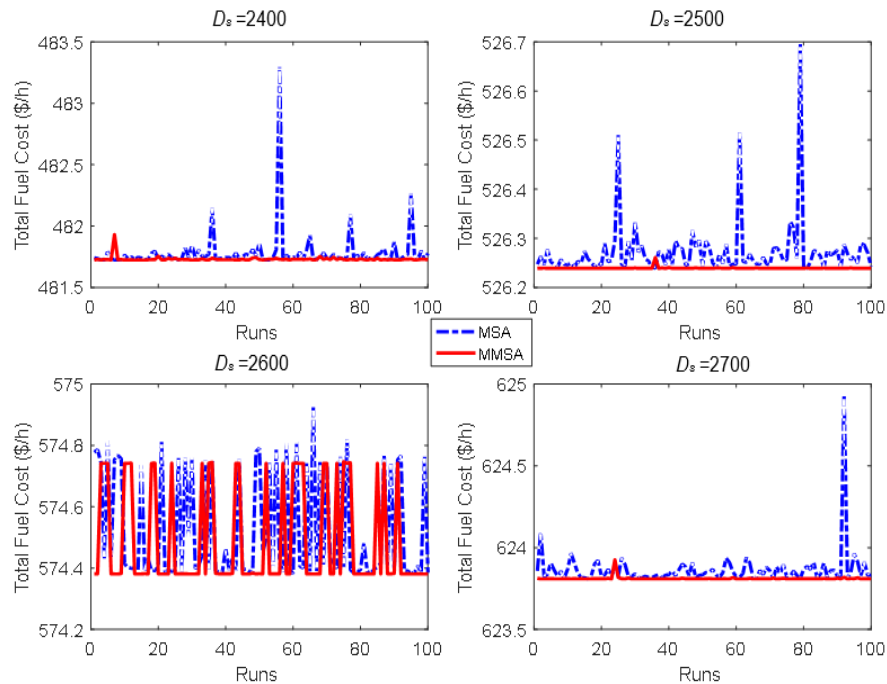 Ds =2400
483.5
483
482.5
482
481.5
Total Fuel Cost ($/h)
0 20 40 60 80 100
Runs
Ds =2500
526.7
526.6
526.5
526.4
526.3
526.2
Total Fuel Cost ($/h)
0 20 40 60 80 100
Runs
MSA
MMSA
Ds =2600
575
574.8
574.6
574.4
574.2
Total Fuel Cost ($/h)
0 20 40 60 80 100
Runs
Ds =2700
625
624.5
624
623.5
Total Fuel Cost ($/h)
0 20 40 60 80 100
Runs